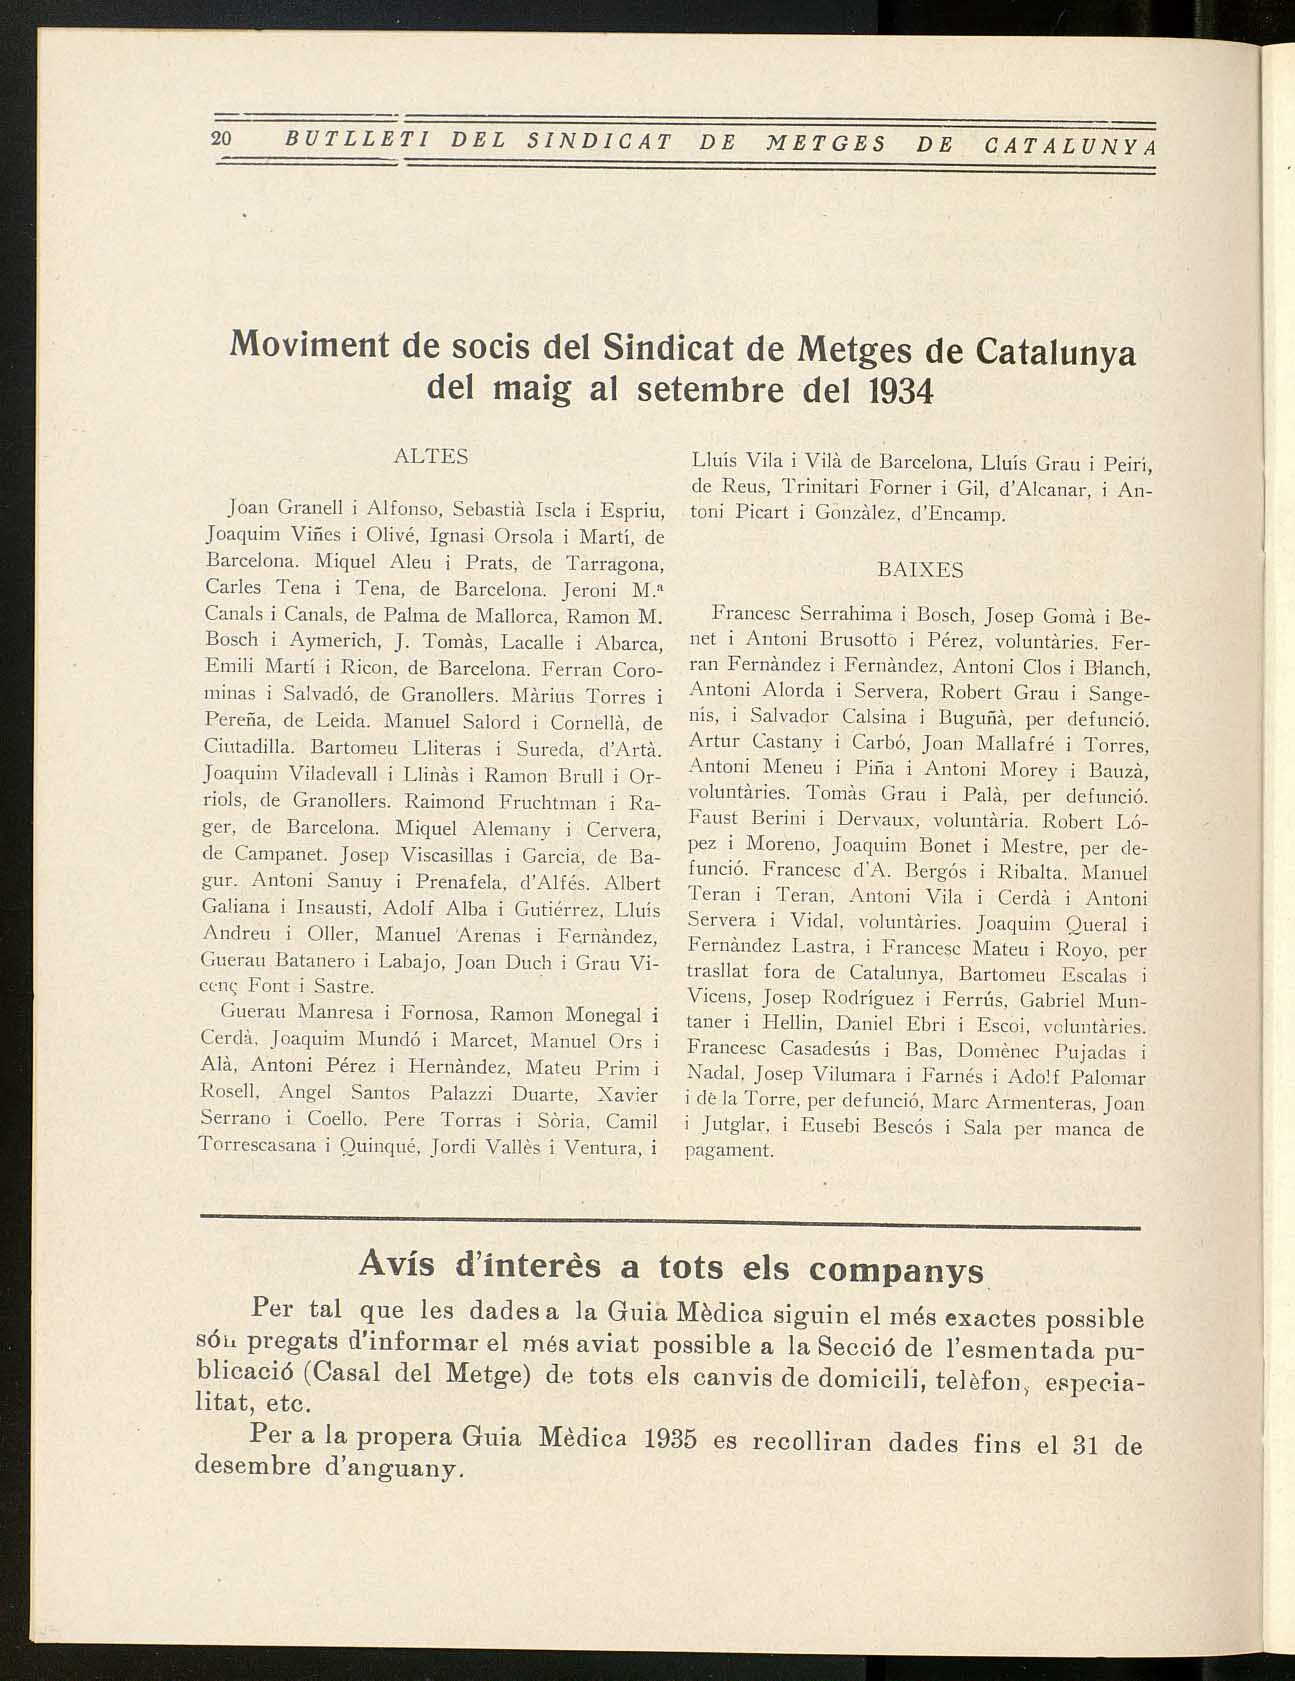 20 BUTLLETI DEL SINDICAT DE METGES DE CATALUNYA
Moviment de socis del Sindicat de Metges de Catalunya
del maig al setembre del 1934
ALTES
Joan Granell i Alfonso, Sebastià Iscla i Espriu,
Joaquim Viñes i Olivé, Ignasi Orsola i Martí, de
Barcelona. Miquel Aleu i Prats, de Tarragona,
Carles Tena i Tena, de Barcelona. Jeroni M.ª
Canals i Canals, de Palma de Mallorca, Ramon M.
Bosch i Aymerich, J. Tomàs, Lacalle i Abarca,
Emili Martí i Ricon, de Barcelona. Ferran Coro-
minas i Salvadó, de Granollers. Màrius Torres i
Pereña, de Leida. Manuel Salord i Cornellà, de
Ciutadilla. Bartomeu Lliteras i Sureda, d'Artà.
Joaquim Viladevall i Llinàs i Ramon Brull i Or-
riols, de Granollers. Raimond Fruchtman i Ra-
ger, de Barcelona. Miquel Alemany i Cervera,
de Campanet. Josep Viscasillas i Garcia, de Ba-
gur. Antoni Sanuy i Prenafela, d'Alfés. Albert
Galiana i Insausti, Adolf Alba i Gutiérrez, Lluís
Andreu i Oller, Manuel Arenas i Fernàndez,
Guerau Batanero i Labajo, Joan Duch i Grau Vi-
cenç Font i Sastre.
Guerau Manresa i Fornosa, Ramon Monegal i
Cerdà, Joaquim Mundó i Marcet, Manuel Ors i
Alà, Antoni Pérez i Hernàndez, Mateu Prim i
Rosell, Angel Santos Palazzi Duarte, Xavier
Serrano i Coello, Pere Torras i Sòria, Camil
Torrescasana i Quinqué, Jordi Vallès i Ventura, i
Lluís Vila i Vilà de Barcelona, Lluís Grau i Peirí,
de Reus, Trinitari Forner i Gil, d'Alcanar, i An-
toni Picart i Gonzàlez, d'Encamp.
BAIXES
Francesc Serrahima i Bosch, Josep Gomà i Be-
net i Antoni Brusotto i Pérez, voluntàries. Fer-
ran Fernàndez i Fernàndez, Antoni Clos i Blanch,
Antoni Alorda i Servera, Robert Grau i Sange-
nís, i Salvador Calsina i Buguñà, per defunció.
Artur Castany i Carbó, Joan Mallafré i Torres,
Antoni Meneu i Piña i Antoni Morey i Bauzà,
voluntàries. Tomàs Grau i Palà, per defunció.
Faust Berini i Dervaux, voluntària. Robert Ló-
pez i Moreno, Joaquim Bonet i Mestre, per de-
funció. Francesc d'A. Bergós i Ribalta, Manuel
Teran i Teran, Antoni Vila i Cerdà i Antoni
Servera i Vidal, voluntàries. Joaquim Queral i
Fernàndez Lastra, i Francesc Mateu i Royo, per
trasllat fora de Catalunya, Bartomeu Escalas i
Vicens, Josep Rodríguez i Ferrús, Gabriel Mun-
taner i Hellin, Daniel Ebri i Escoi, voluntàries.
Francesc Casadesús i Bas, Domènec Pujadas i
Nadal, Josep Vilumara i Farnés i Adolf Palomar
i dè la Torre, per defunció, Marc Armenteras, Joan
i Jutglar, i Eusebi Bescós i Sala per manca de
pagament.
Avís d'interès a tots els companys
Per tal que les dades a la Guia Mèdica siguin el més exactes possible
són pregats d'informar el més aviat possible a la Secció de l'esmentada pu-
blicació (Casal del Metge) de tots els canvis de domicili, telèfon, especia-
litat, etc.
Per a la propera Guia Mèdica 1935 es recolliran dades fins el 31 de
desembre d'anguany.